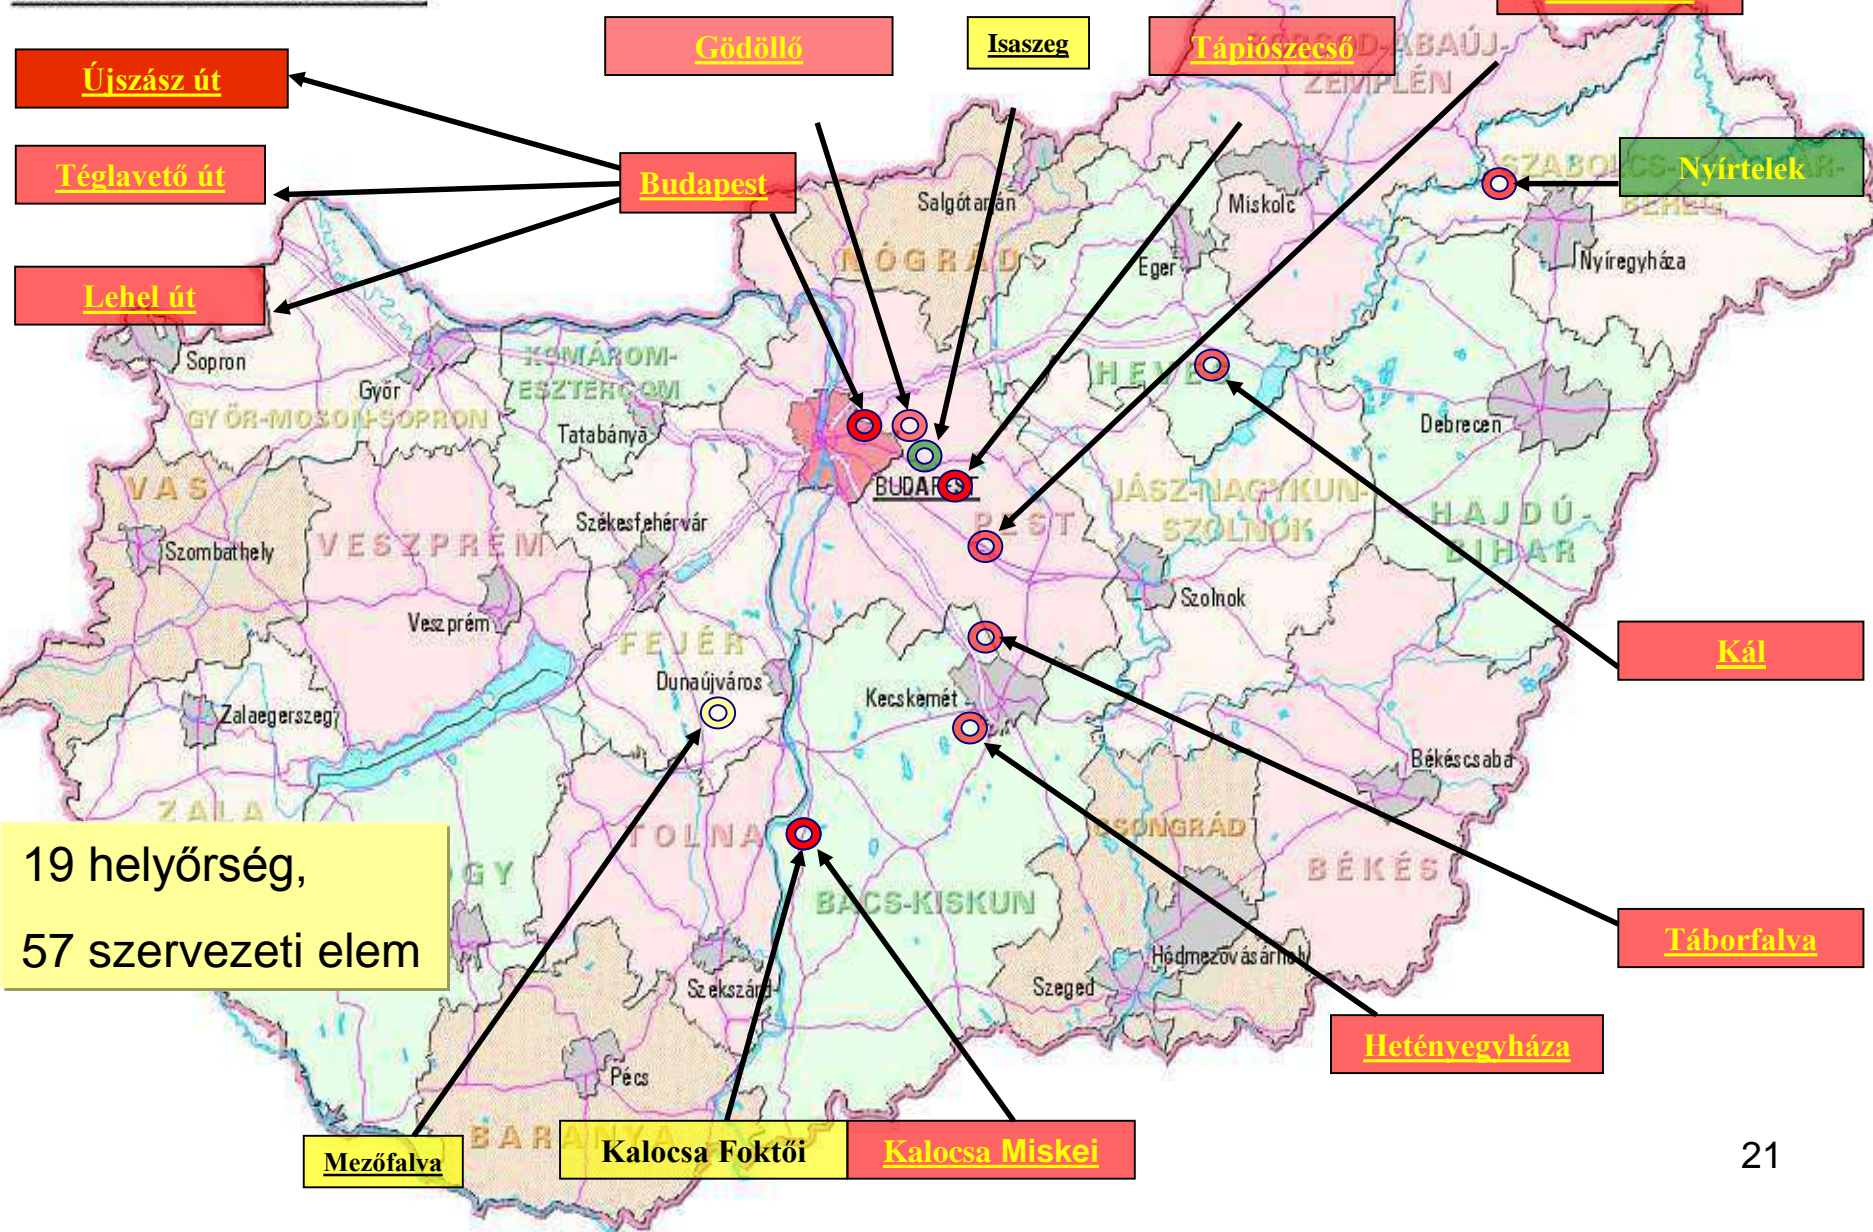 Gödöllő
Isaszeg
Tápiószecső
Újszász út
Téglavető út
Budapest
Nyírtelek
Lehel út
Salgótarján
Miskolc
ZEMPLÉN
NÓGRÁD
Eger
Nyíregyháza
Sopron
Győr
KOMÁROM-
ESZTERGOM
GYŐR-MOSON-SOPRON
Tatabánya
HEVES
Debrecen
VAS
BUDAPEST
PEST
JÁSZ-NAGYKUN-
SZOLNOK
HAJDÚ-
BIHAR
Székesfehérvár
Szombathely
VESZPRÉM
Veszprém
Szolnok
FEJÉR
Kál
Dunaújváros
Kecskemét
Zalaegerszeg
Békéscsaba
ZALA
TOLNA
CSONGRÁD
BÉKÉS
19 helyőrség,
57 szervezeti elem
BÁCS-KISKUN
Táborfalva
Hódmezővásárhely
Szekszárd
Szeged
Hetényegyháza
Pécs
BARANYA
Mezőfalva
Kalocsa Foktői
Kalocsa Miskei
21